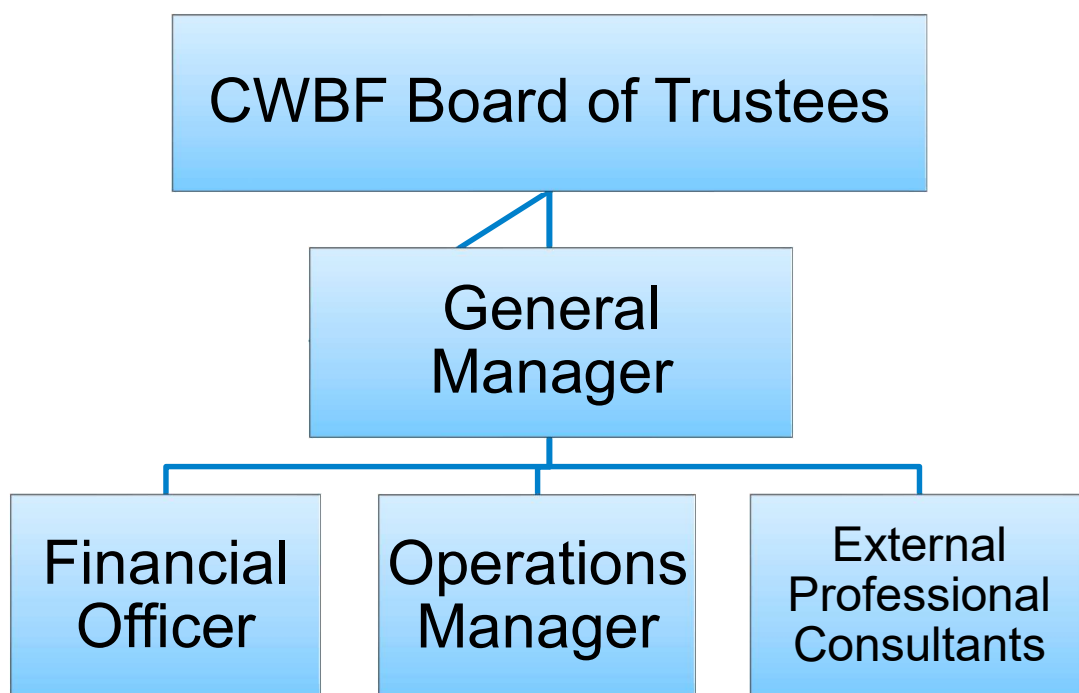 CWBF Board of Trustees
General
Manager
Financial
Officer
Operations
Manager
External
Professional
Consultants